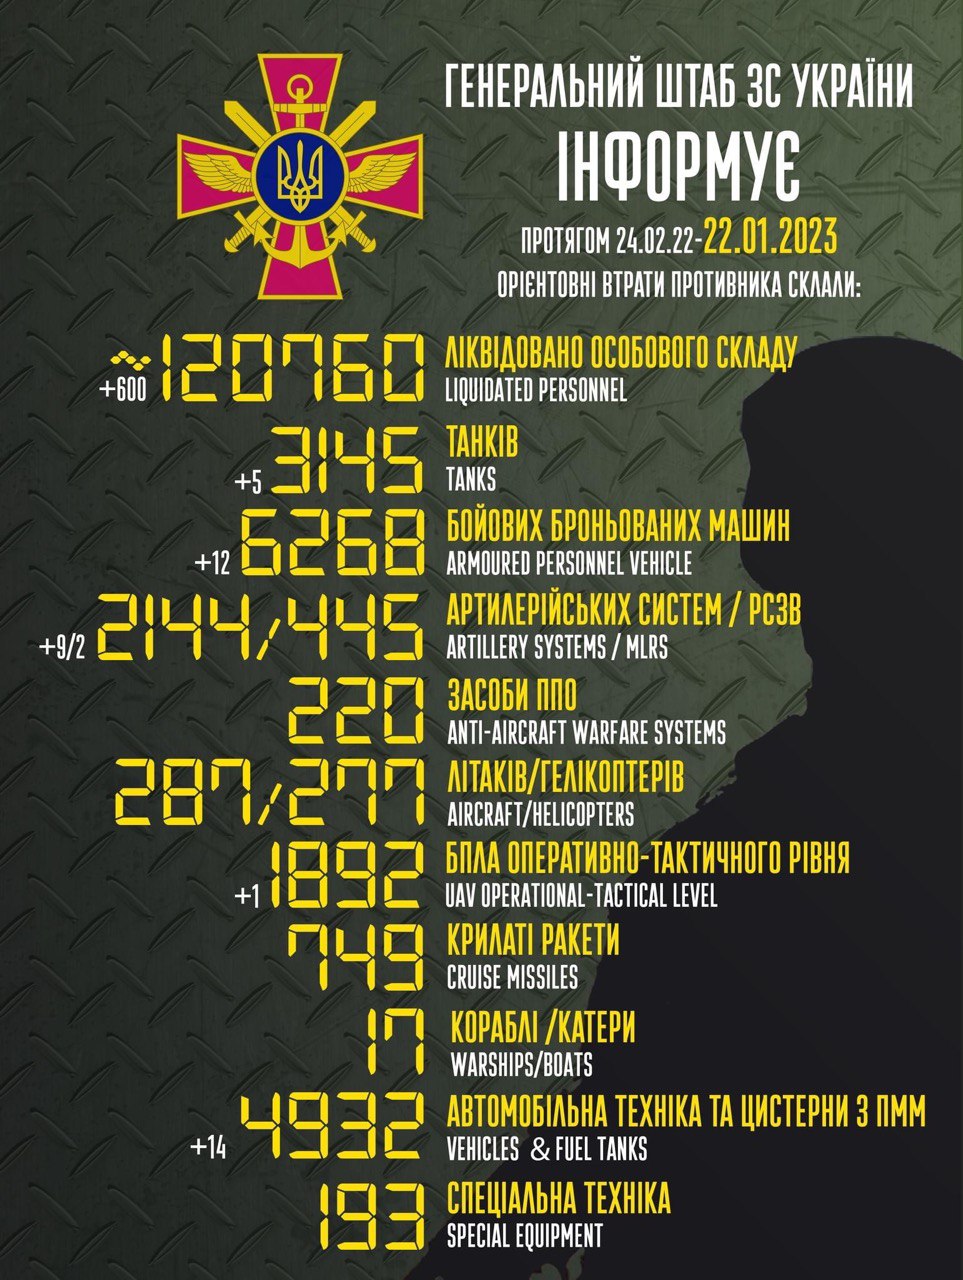 ГЕНЕРАЛЬНИЙ ШТАБ ЗС УКРАЇНИ
ІНФОРМУЄ
ПРОТЯГОМ 24.02.22-22.01.2023
ОРІЄНТОВНІ ВТРАТИ ПРОТИВНИКА СКЛАЛИ:
~120760 ЛІКВІДОВАНО ОСОБОВОГО СКЛАДУ
+600 LIQUIDATED PERSONNEL
3145 ТАНКІВ
+5 TANKS
6268 БОЙОВИХ БРОНЬОВАНИХ МАШИН
+12 ARMOURED PERSONNEL VEHICLE
2144/445 АРТИЛЕРІЙСЬКИХ СИСТЕМ / РСЗВ
+9/2 ARTILLERY SYSTEMS / MLRS
220 ЗАСОБИ ППО
ANTI-AIRCRAFT WARFARE SYSTEMS
287/277 ЛІТАКІВ/ГЕЛІКОПТЕРІВ
AIRCRAFT/HELICOPTERS
1892 БПЛА ОПЕРАТИВНО-ТАКТИЧНОГО РІВНЯ
+1 UAV OPERATIONAL-TACTICAL LEVEL
749 КРИЛАТІ РАКЕТИ
CRUISE MISSILES
17 КОРАБЛІ /КАТЕРИ
WARSHIPS/BOATS
4932 АВТОМОБІЛЬНА ТЕХНІКА ТА ЦИСТЕРНИ З ПММ
+14 VEHICLES & FUEL TANKS
193 СПЕЦІАЛЬНА ТЕХНІКА
SPECIAL EQUIPMENT